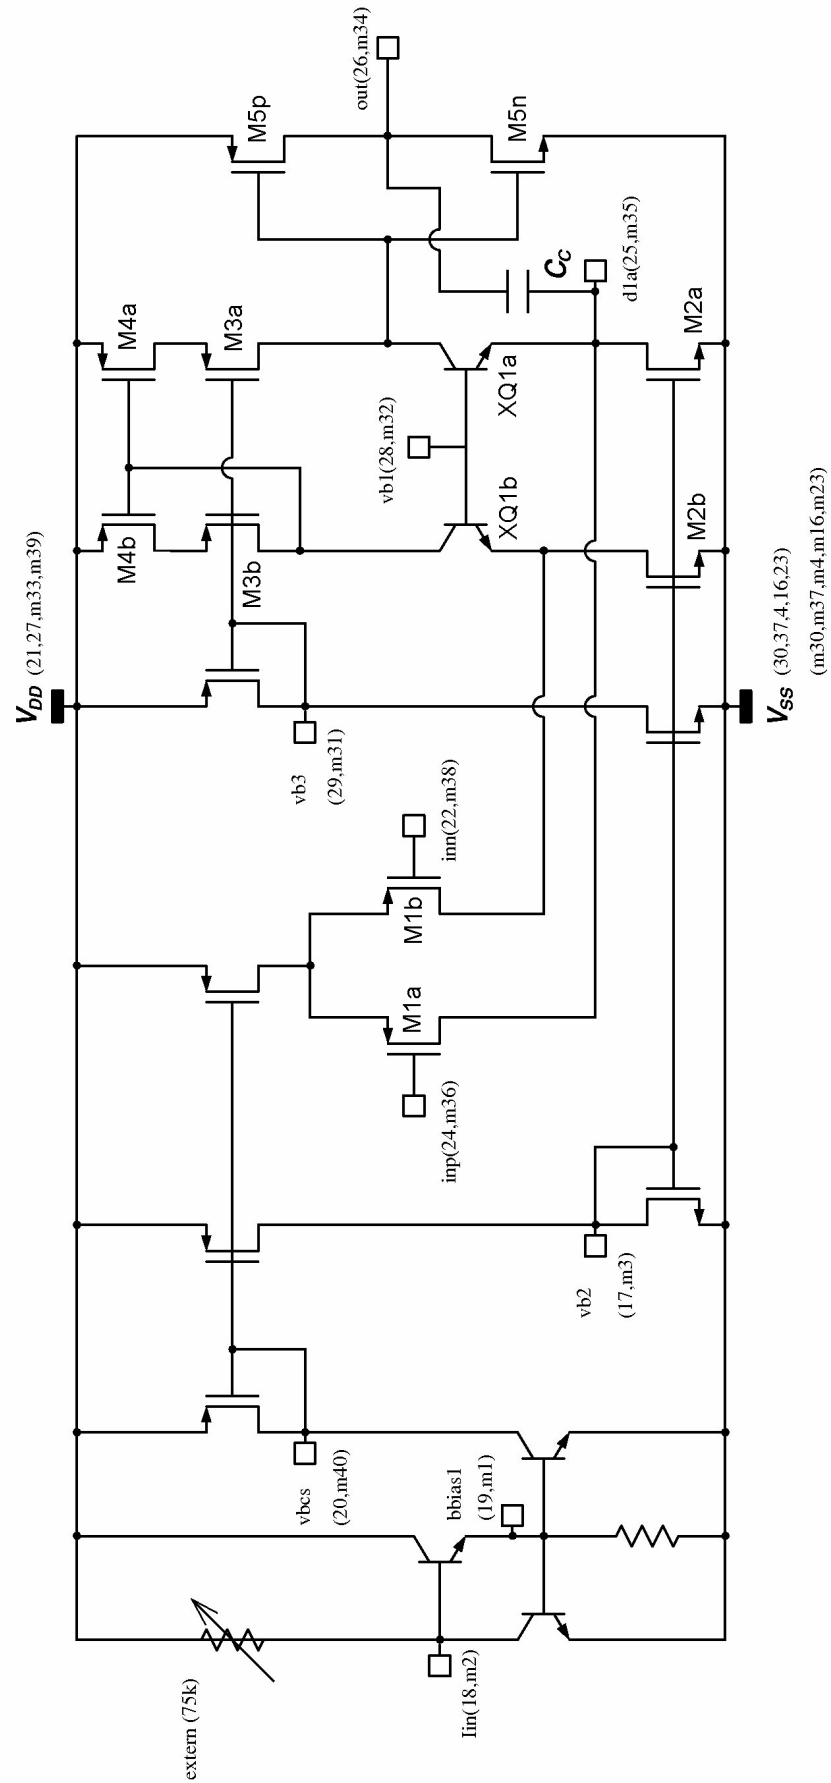 extern (75k)
Iin(18,m2)
bbias1
(19,m1)
vbcs
(20,m40)
vb2
(17,m3)
inp(24,m36)
M1a
M1b
inn(22,m38)
vb3
(29,m31)
VDD (21,27,m33,m39)
VSS (30,37,4,16,23)
(m30,m37,m4,m16,m23)
M4b
M3b
M4a
M3a
XQ1b
XQ1a
vb1(28,m32)
M2b
M2a
Cc
d1a(25,m35)
M5p
M5n
out(26,m34)